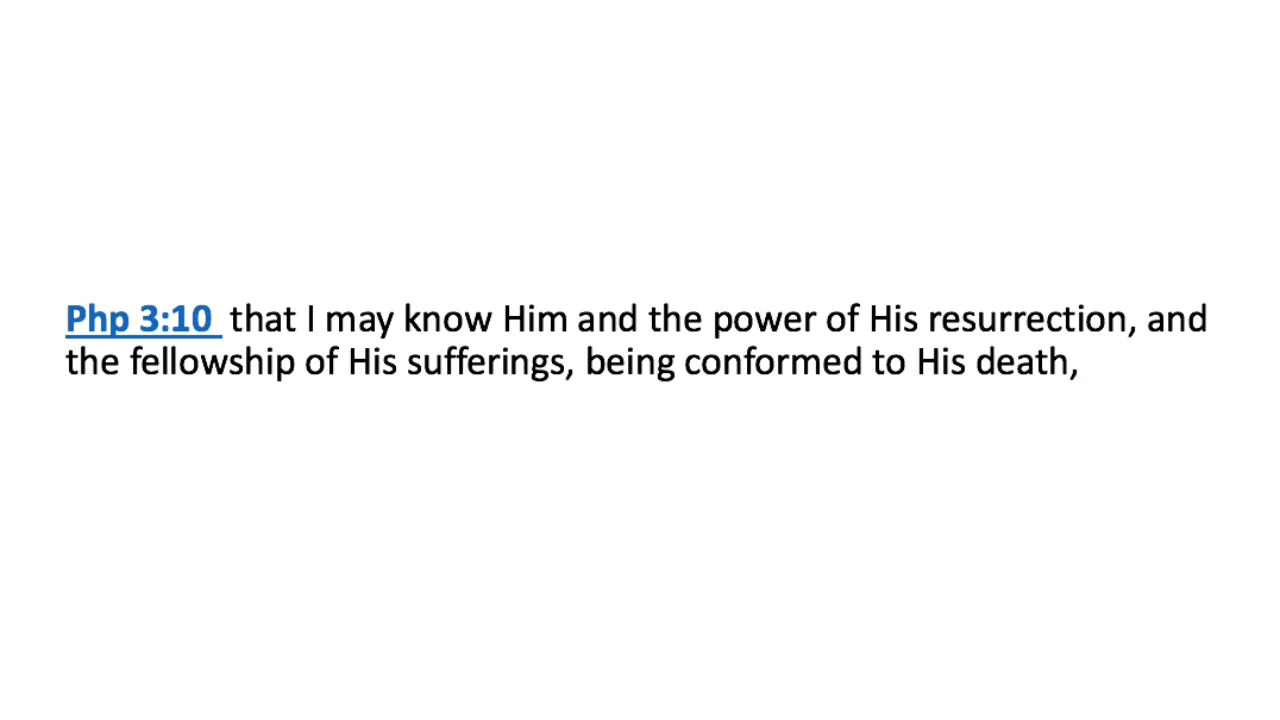 Php 3:10  that I may know Him and the power of His resurrection, and
the fellowship of His sufferings, being conformed to His death,